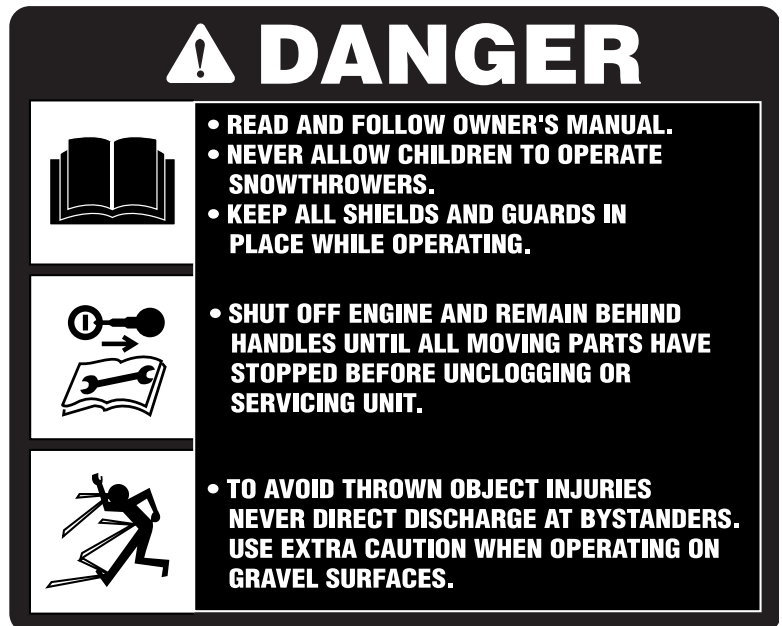 DANGER
• READ AND FOLLOW OWNER'S MANUAL.
• NEVER ALLOW CHILDREN TO OPERATE
SNOWTHROWERS.
• KEEP ALL SHIELDS AND GUARDS IN
PLACE WHILE OPERATING.
• SHUT OFF ENGINE AND REMAIN BEHIND
HANDLES UNTIL ALL MOVING PARTS HAVE
STOPPED BEFORE UNCLOGGING OR
SERVICING UNIT.
• TO AVOID THROWN OBJECT INJURIES
NEVER DIRECT DISCHARGE AT BYSTANDERS.
USE EXTRA CAUTION WHEN OPERATING ON
GRAVEL SURFACES.